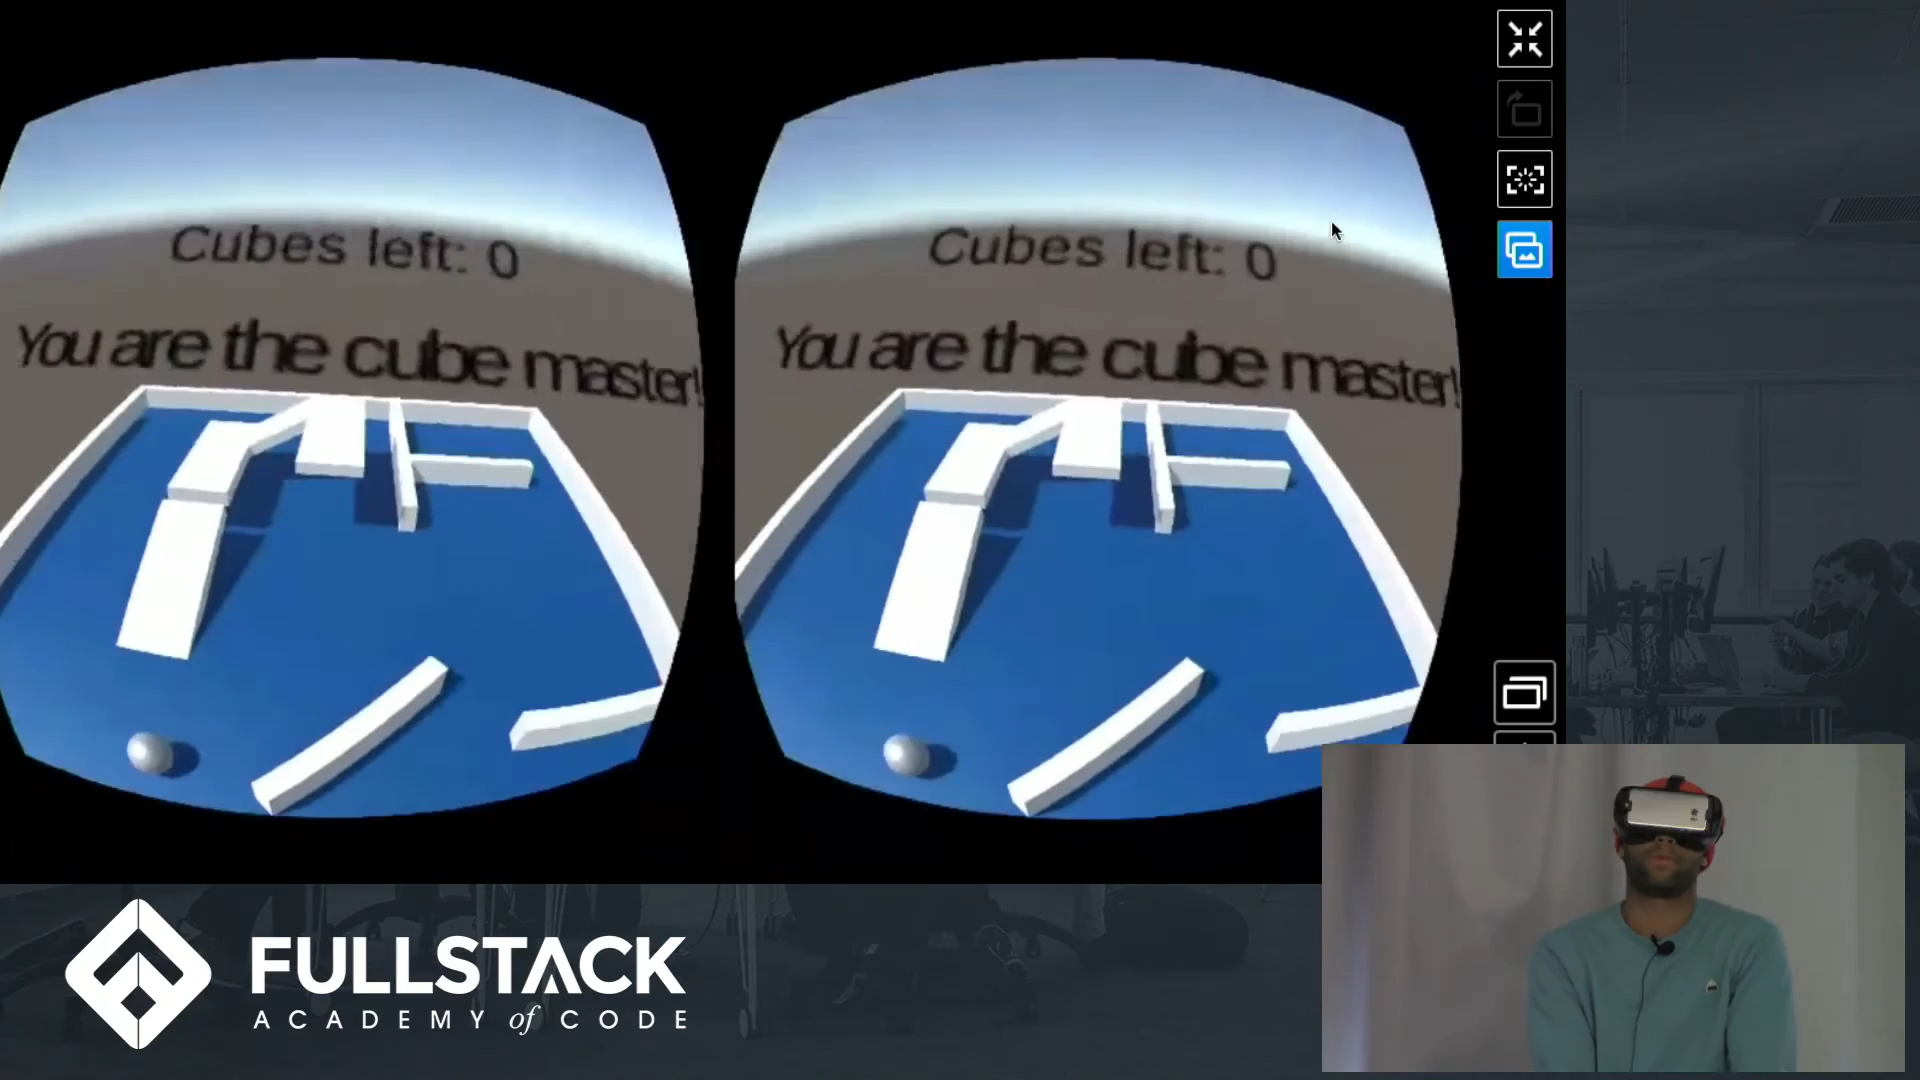 Cubes left: 0
You are the cube master!
Cubes left: 0
You are the cube master!
FULLSTACK
ACADEMY of CODE